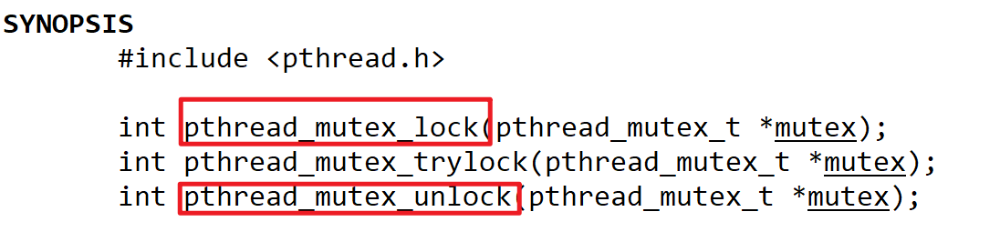 SYNOPSIS
#include <pthread.h>
int pthread_mutex_lock(pthread_mutex_t *mutex);
int pthread_mutex_trylock(pthread_mutex_t *mutex);
int pthread_mutex_unlock(pthread_mutex_t *mutex);